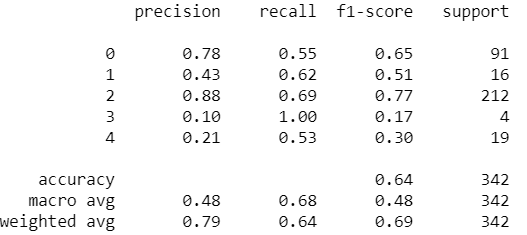 precision recall f1-score support
0 0.78 0.55 0.65 91
1 0.43 0.62 0.51 16
2 0.88 0.69 0.77 212
3 0.10 1.00 0.17 4
4 0.21 0.53 0.30 19
accuracy 0.64 342
macro avg 0.48 0.68 0.48 342
weighted avg 0.79 0.64 0.69 342